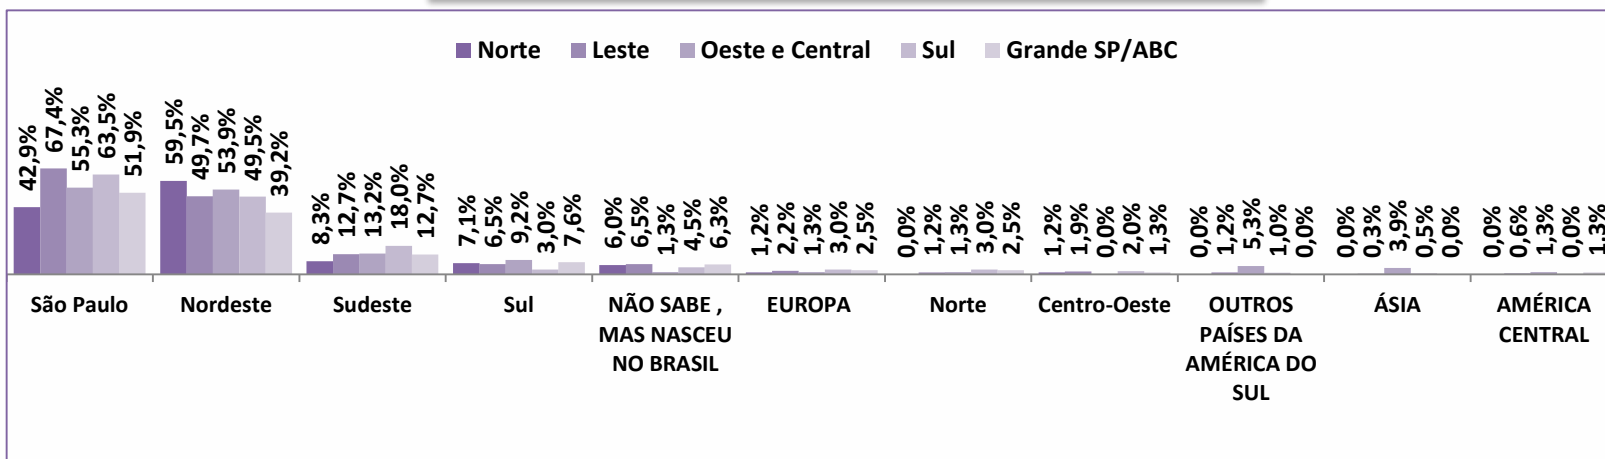 Norte Leste Oeste e Central Sul Grande SP/ABC
42,9% 67,4% 55,3% 63,5% 51,9%
59,5% 49,7% 53,9% 49,5% 39,2%
8,3% 12,7% 13,2% 18,0% 12,7%
7,1% 6,5% 9,2% 3,0% 7,6%
6,0% 6,5% 1,3% 4,5% 6,3%
1,2% 2,2% 1,3% 3,0% 2,5%
0,0% 1,2% 1,3% 3,0% 2,5%
1,2% 1,9% 0,0% 2,0% 1,3%
0,0% 1,2% 5,3% 1,0% 0,0%
0,0% 0,3% 3,9% 0,5% 0,0%
0,0% 0,6% 1,3% 0,0% 1,3%
São Paulo
Nordeste
Sudeste
Sul
NÃO SABE ,
MAS NASCEU
NO BRASIL
EUROPA
Norte
Centro-Oeste
OUTROS
PAÍSES DA
AMÉRICA DO
SUL
ÁSIA
AMÉRICA
CENTRAL